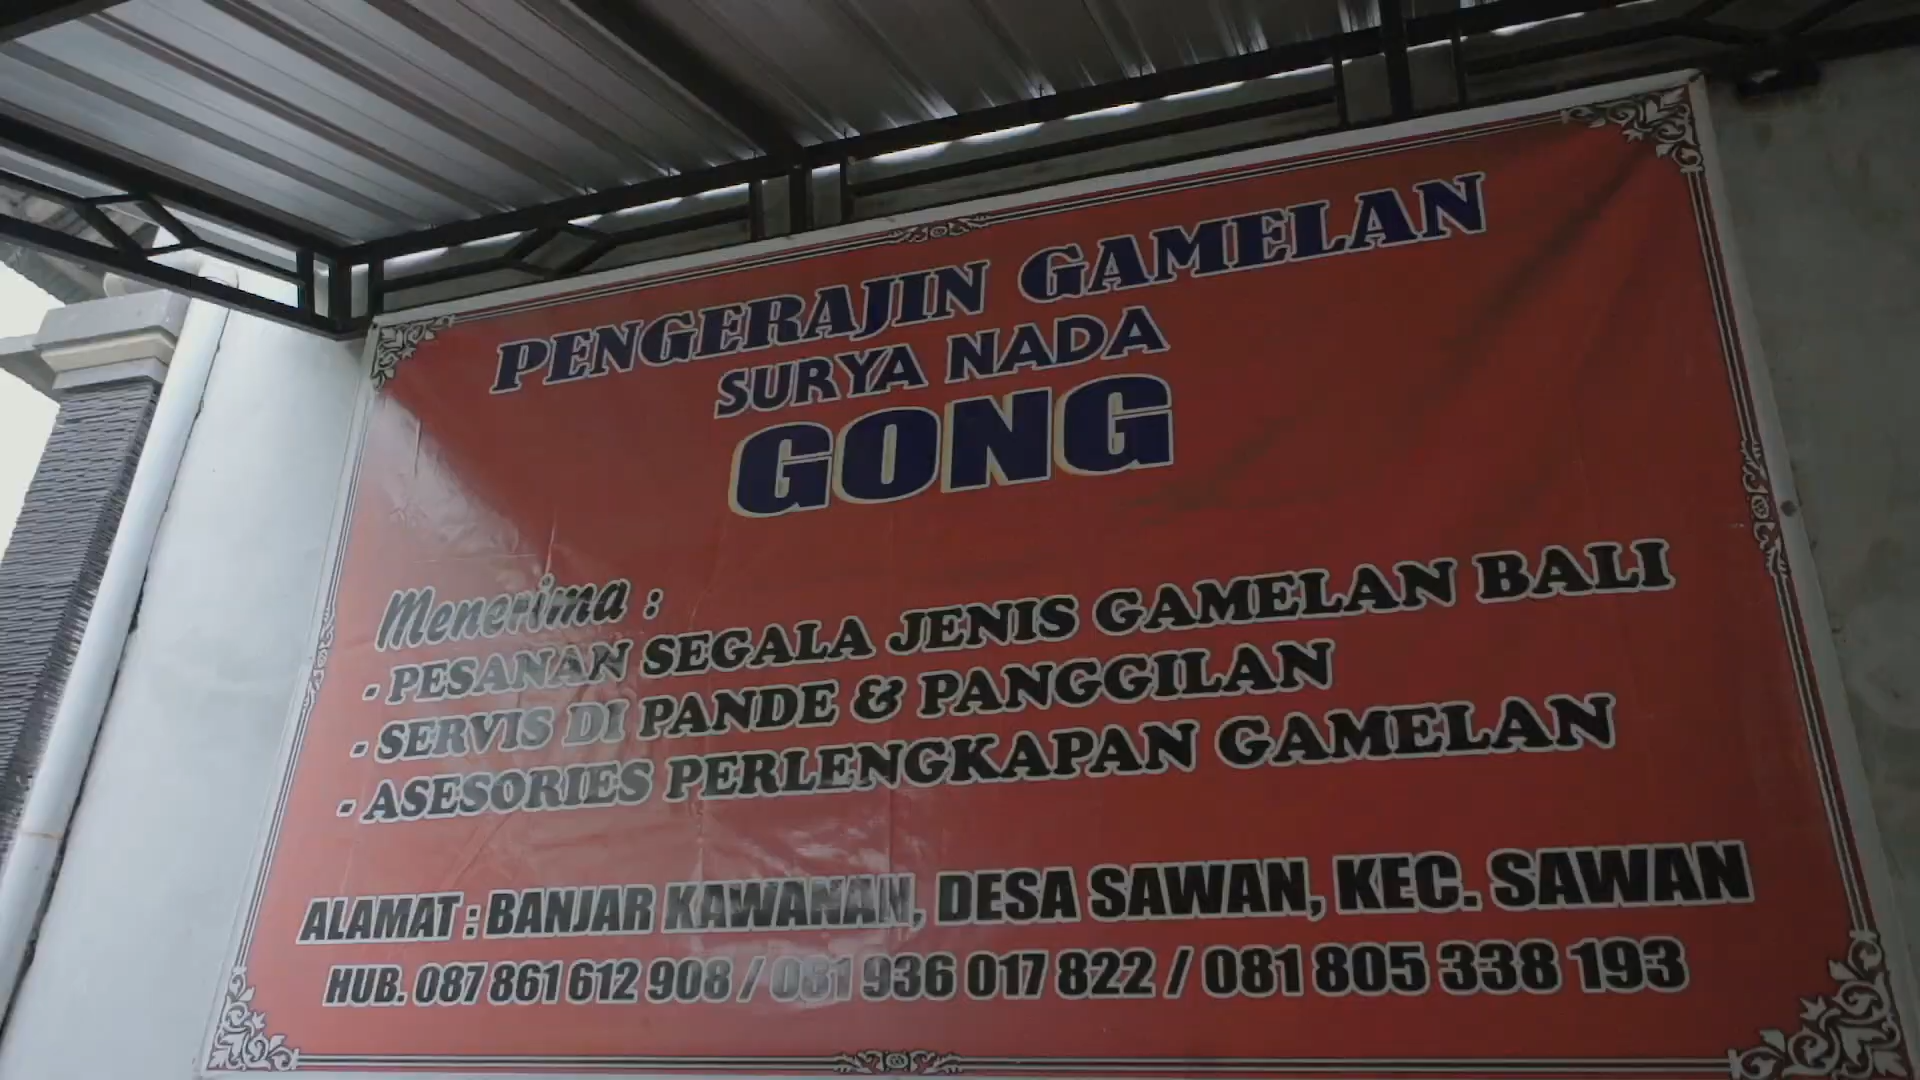 PENGERAJIN GAMELAN
SURYA NADA
GONG
Menerima :
- PESANAN SEGALA JENIS GAMELAN BALI
- SERVIS DI PANDE & PANGGILAN
- ASESORIES PERLENGKAPAN GAMELAN
ALAMAT : BANJAR KAWANAN, DESA SAWAN, KEC. SAWAN
HUB. 087 861 612 908 / 081 936 017 822 / 081 805 338 193